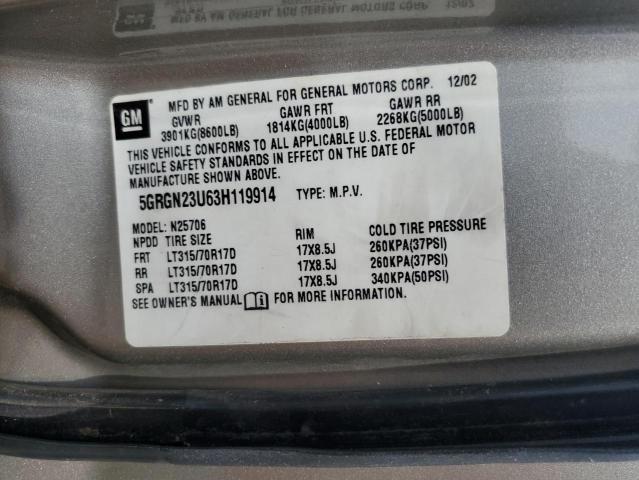 GM
MFD BY AM GENERAL FOR GENERAL MOTORS CORP. 12/02
GVWR GAWR FRT GAWR RR
3901KG(8600LB) 1814KG(4000LB) 2268KG(5000LB)
THIS VEHICLE CONFORMS TO ALL APPLICABLE U.S. FEDERAL MOTOR
VEHICLE SAFETY STANDARDS IN EFFECT ON THE DATE OF
MANUFACTURE SHOWN ABOVE.
5GRGN23U63H119914 TYPE: M.P.V.
MODEL: N25706
NPDD TIRE SIZE RIM COLD TIRE PRESSURE
FRT LT315/70R17D 17X8.5J 260KPA(37PSI)
RR LT315/70R17D 17X8.5J 260KPA(37PSI)
SPA LT315/70R17D 17X8.5J 340KPA(50PSI)
SEE OWNER'S MANUAL FOR MORE INFORMATION.